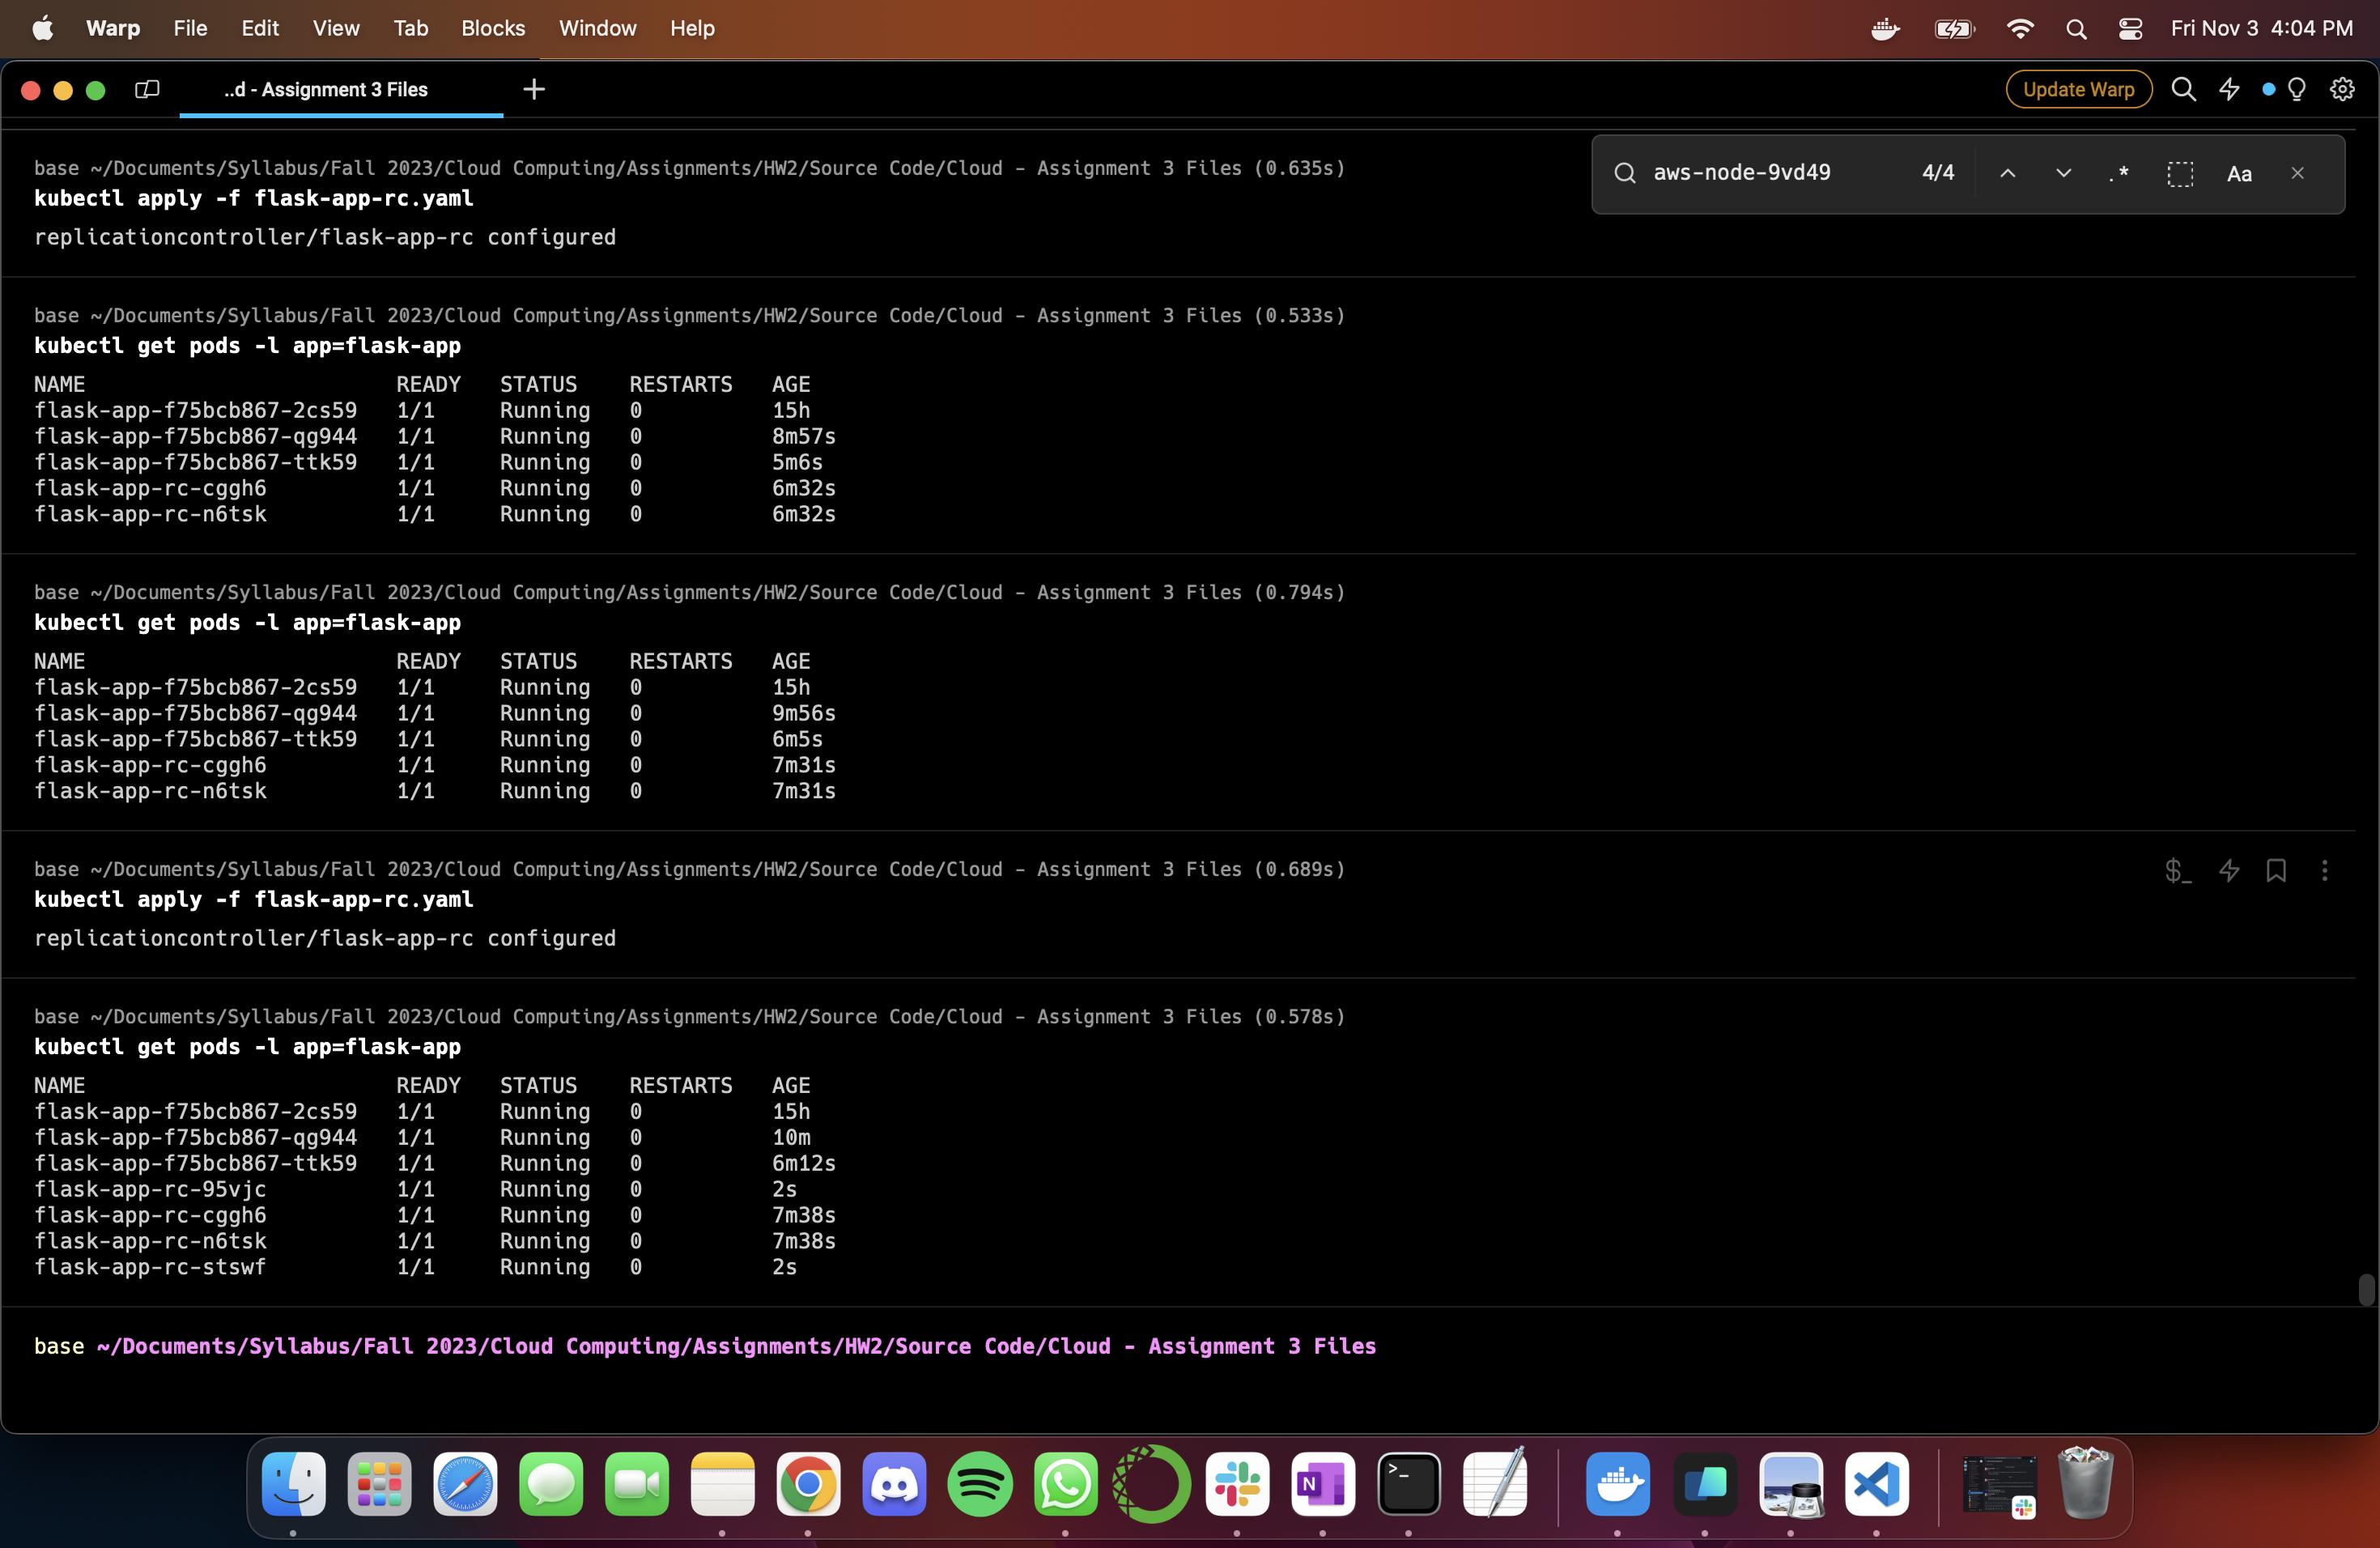 Warp File Edit View Tab Blocks Window Help Fri Nov 3 4:04 PM
..d - Assignment 3 Files + Update Warp
aws-node-9vd49 4/4 .* Aa
base ~/Documents/Syllabus/Fall 2023/Cloud Computing/Assignments/HW2/Source Code/Cloud - Assignment 3 Files (0.635s)
kubectl apply -f flask-app-rc.yaml
replicationcontroller/flask-app-rc configured
base ~/Documents/Syllabus/Fall 2023/Cloud Computing/Assignments/HW2/Source Code/Cloud - Assignment 3 Files (0.533s)
kubectl get pods -l app=flask-app
NAME READY STATUS RESTARTS AGE
flask-app-f75bcb867-2cs59 1/1 Running 0 15h
flask-app-f75bcb867-qg944 1/1 Running 0 8m57s
flask-app-f75bcb867-ttk59 1/1 Running 0 5m6s
flask-app-rc-cggh6 1/1 Running 0 6m32s
flask-app-rc-n6tsk 1/1 Running 0 6m32s
base ~/Documents/Syllabus/Fall 2023/Cloud Computing/Assignments/HW2/Source Code/Cloud - Assignment 3 Files (0.794s)
kubectl get pods -l app=flask-app
NAME READY STATUS RESTARTS AGE
flask-app-f75bcb867-2cs59 1/1 Running 0 15h
flask-app-f75bcb867-qg944 1/1 Running 0 9m56s
flask-app-f75bcb867-ttk59 1/1 Running 0 6m5s
flask-app-rc-cggh6 1/1 Running 0 7m31s
flask-app-rc-n6tsk 1/1 Running 0 7m31s
base ~/Documents/Syllabus/Fall 2023/Cloud Computing/Assignments/HW2/Source Code/Cloud - Assignment 3 Files (0.689s)
kubectl apply -f flask-app-rc.yaml
replicationcontroller/flask-app-rc configured
base ~/Documents/Syllabus/Fall 2023/Cloud Computing/Assignments/HW2/Source Code/Cloud - Assignment 3 Files (0.578s)
kubectl get pods -l app=flask-app
NAME READY STATUS RESTARTS AGE
flask-app-f75bcb867-2cs59 1/1 Running 0 15h
flask-app-f75bcb867-qg944 1/1 Running 0 10m
flask-app-f75bcb867-ttk59 1/1 Running 0 6m12s
flask-app-rc-95vjc 1/1 Running 0 2s
flask-app-rc-cggh6 1/1 Running 0 7m38s
flask-app-rc-n6tsk 1/1 Running 0 7m38s
flask-app-rc-stswf 1/1 Running 0 2s
base ~/Documents/Syllabus/Fall 2023/Cloud Computing/Assignments/HW2/Source Code/Cloud - Assignment 3 Files